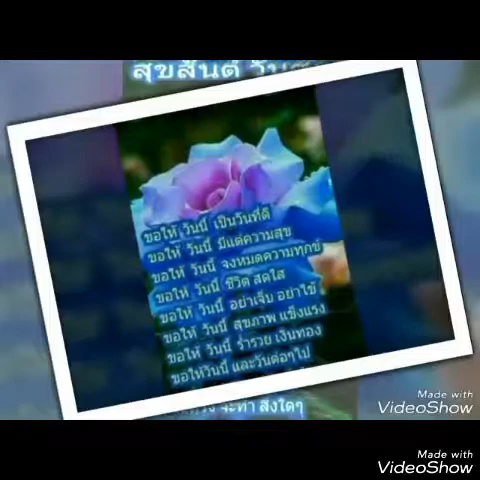 สุขสันต์ วัน
ขอให้ วันนี้ เป็นวันที่ดี
ขอให้ วันนี้ มีแต่ความสุข
ขอให้ วันนี้ จงหมดความทุกข์
ขอให้ วันนี้ ชีวิต สดใส
ขอให้ วันนี้ อย่าเจ็บ อย่าไข้
ขอให้ วันนี้ สุขภาพ แข็งแรง
ขอให้ วันนี้ ร่ำรวย เงินทอง
ขอให้วันนี้ และวันต่อๆไป
จะทำ สิ่งใดๆ
Made with
VideoShow
Made with
VideoShow